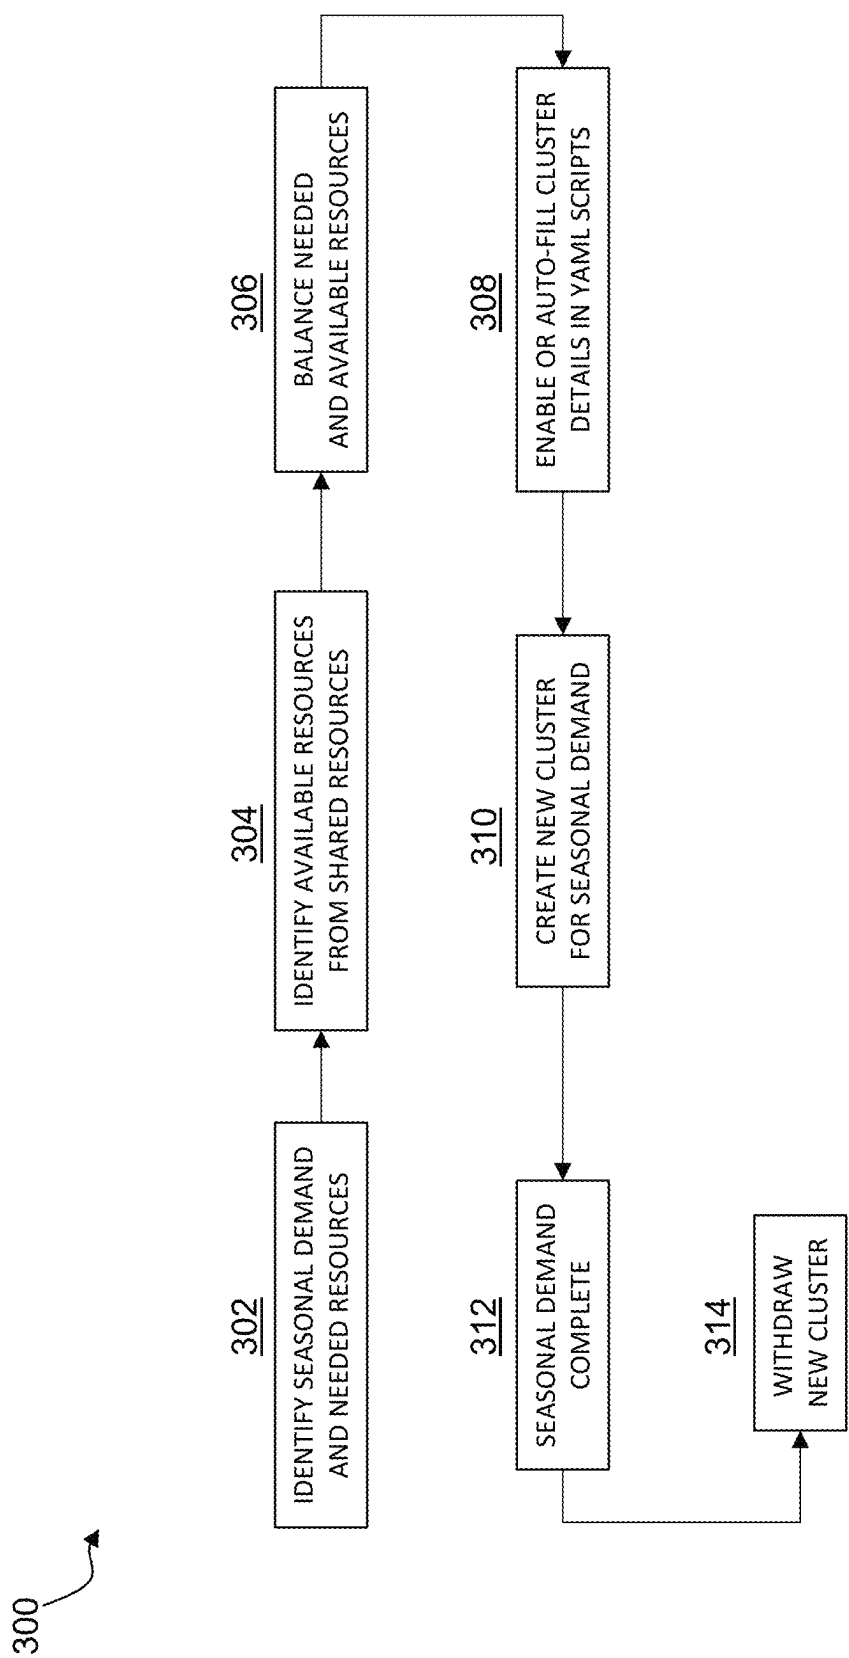 300
302
IDENTIFY SEASONAL DEMAND
AND NEEDED RESOURCES
304
IDENTIFY AVAILABLE RESOURCES
FROM SHARED RESOURCES
306
BALANCE NEEDED
AND AVAILABLE RESOURCES
308
ENABLE OR AUTO-FILL CLUSTER
DETAILS IN YAML SCRIPTS
310
CREATE NEW CLUSTER
FOR SEASONAL DEMAND
312
SEASONAL DEMAND
COMPLETE
314
WITHDRAW
NEW CLUSTER